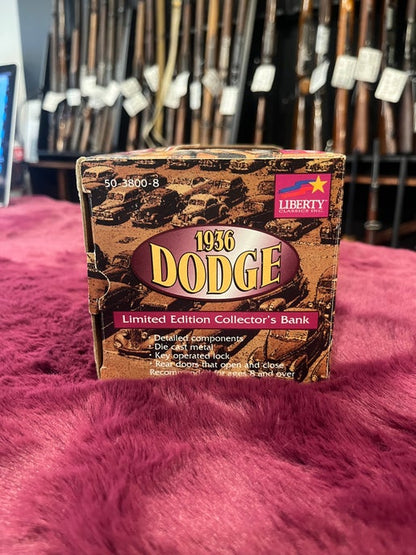 50-3800-8
LIBERTY
CLASSICS INC.
1936
DODGE
Limited Edition Collector's Bank
· Detailed components
· Die cast metal
· Key operated lock
· Rear doors that open and close
Recommended for ages 8 and over